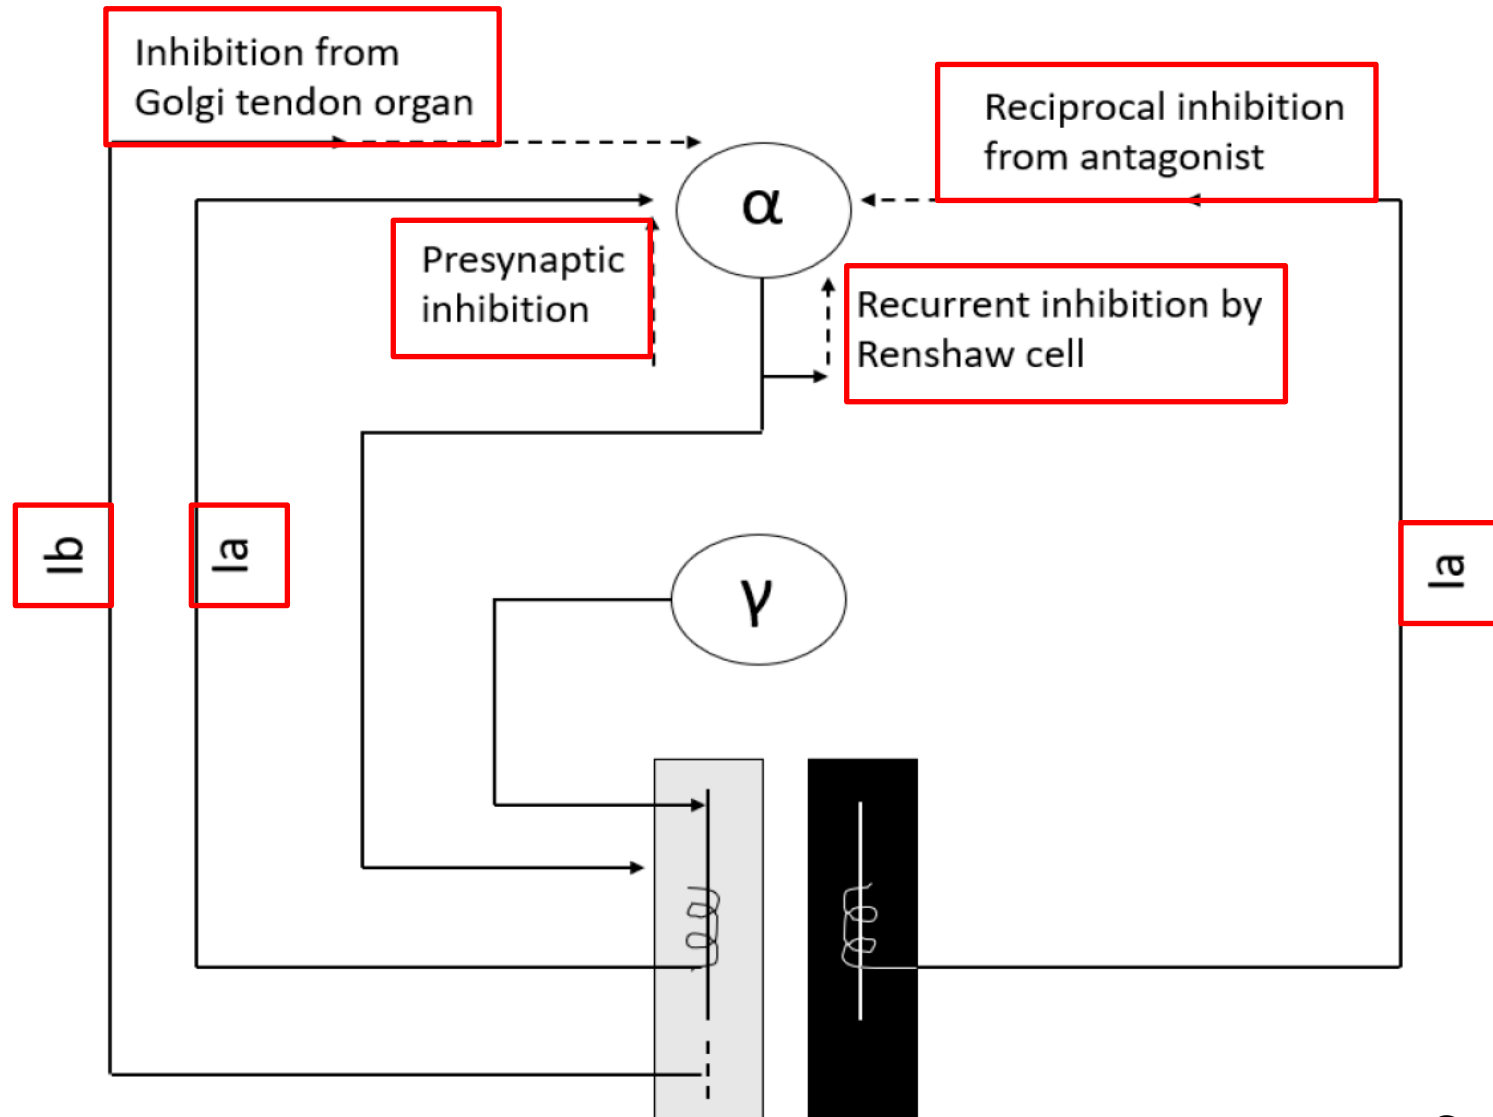 Inhibition from
Golgi tendon organ
Reciprocal inhibition
from antagonist
α
Presynaptic
inhibition
Recurrent inhibition by
Renshaw cell
Ib
Ia
Ia
γ